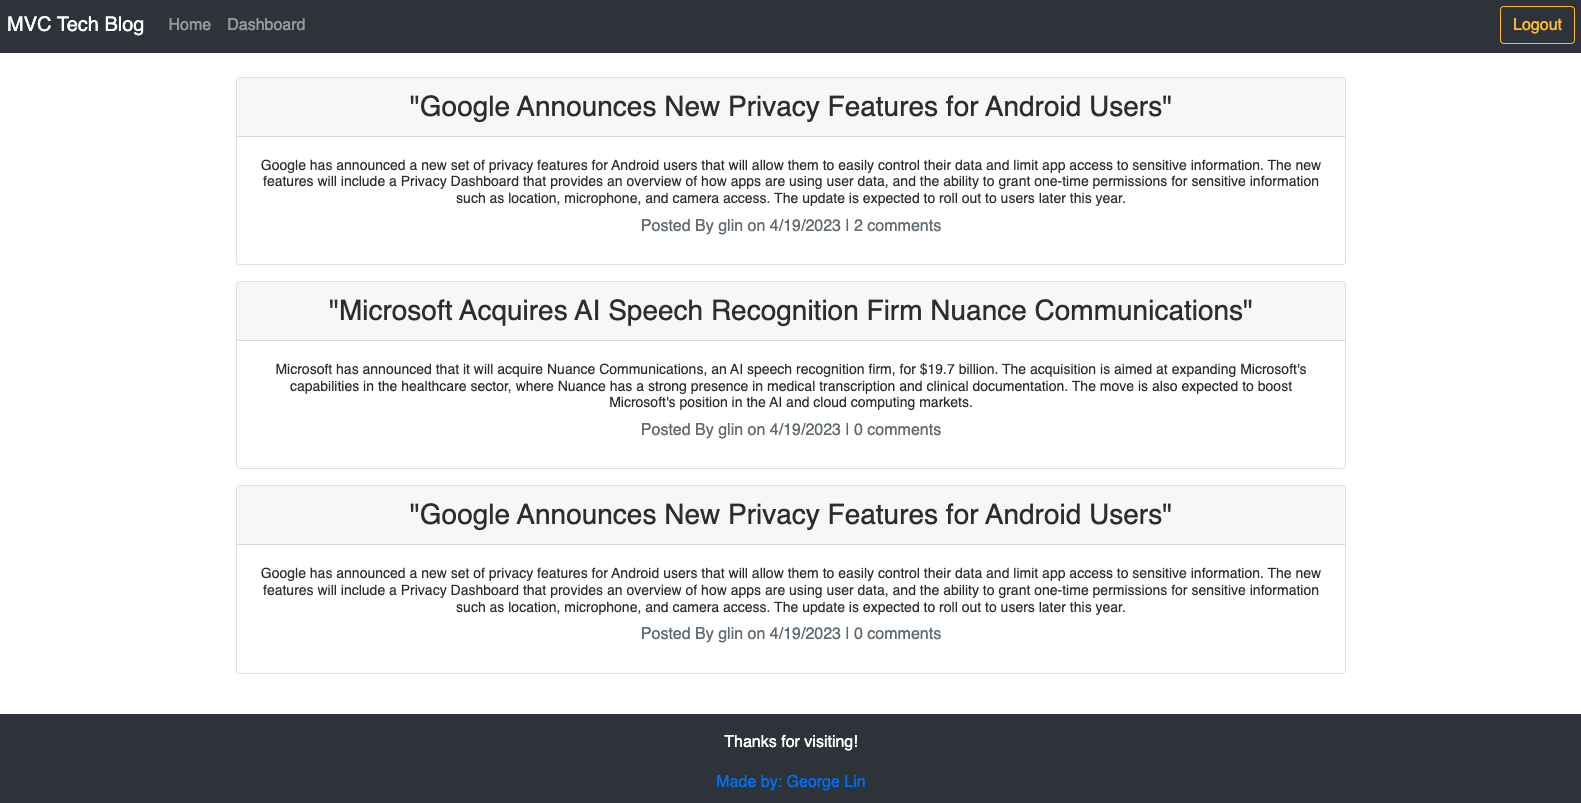 MVC Tech Blog Home Dashboard Logout
"Google Announces New Privacy Features for Android Users"
Google has announced a new set of privacy features for Android users that will allow them to easily control their data and limit app access to sensitive information. The new
features will include a Privacy Dashboard that provides an overview of how apps are using user data, and the ability to grant one-time permissions for sensitive information
such as location, microphone, and camera access. The update is expected to roll out to users later this year.
Posted By glin on 4/19/2023 | 2 comments
"Microsoft Acquires AI Speech Recognition Firm Nuance Communications"
Microsoft has announced that it will acquire Nuance Communications, an AI speech recognition firm, for $19.7 billion. The acquisition is aimed at expanding Microsoft's
capabilities in the healthcare sector, where Nuance has a strong presence in medical transcription and clinical documentation. The move is also expected to boost
Microsoft's position in the AI and cloud computing markets.
Posted By glin on 4/19/2023 | 0 comments
"Google Announces New Privacy Features for Android Users"
Google has announced a new set of privacy features for Android users that will allow them to easily control their data and limit app access to sensitive information. The new
features will include a Privacy Dashboard that provides an overview of how apps are using user data, and the ability to grant one-time permissions for sensitive information
such as location, microphone, and camera access. The update is expected to roll out to users later this year.
Posted By glin on 4/19/2023 | 0 comments
Thanks for visiting!
Made by: George Lin